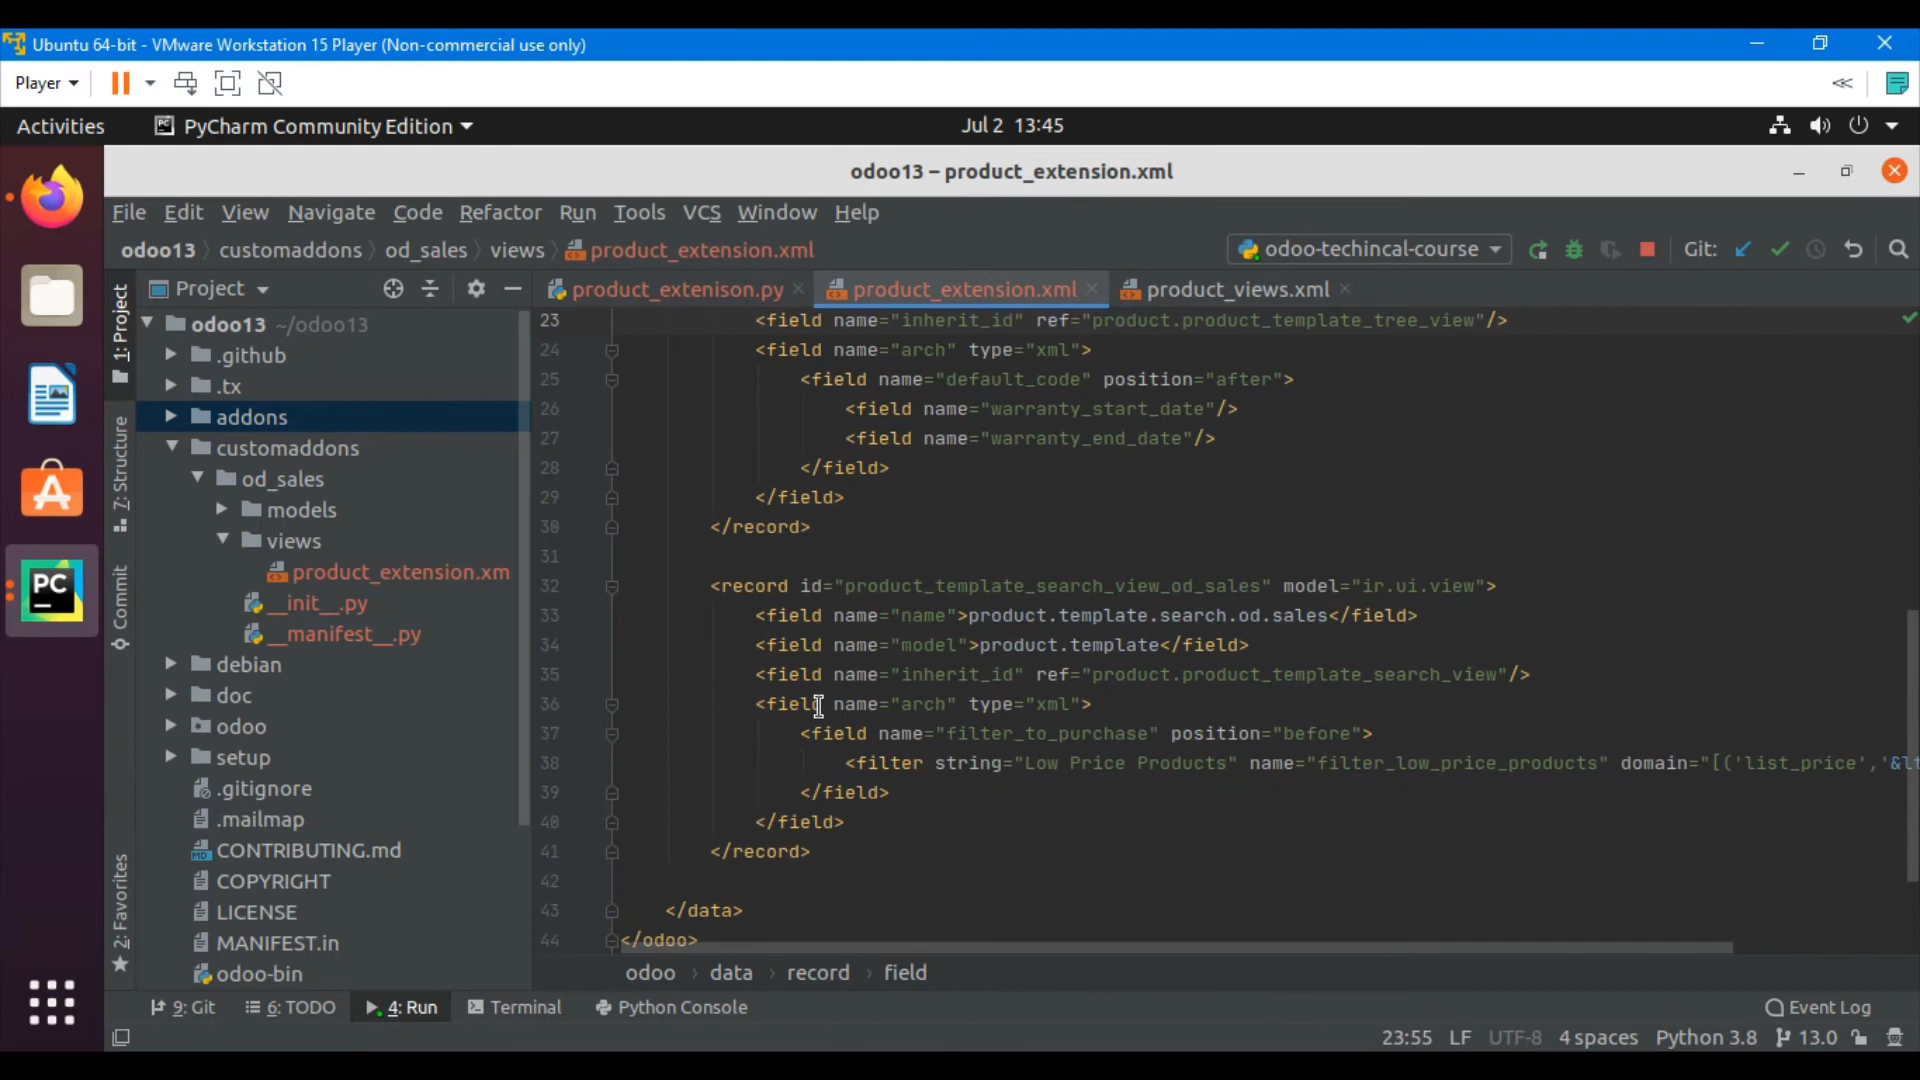 Ubuntu 64-bit - VMware Workstation 15 Player (Non-commercial use only)
Player
Activities
PyCharm Community Edition
Jul 2 13:45
odoo13 – product_extension.xml
File Edit View Navigate Code Refactor Run Tools VCS Window Help
odoo13 customaddons od_sales views product_extension.xml
odoo-techincal-course
Git:
1: Project
7: Structure
Commit
2: Favorites
Project
odoo13 ~/odoo13
.github
.tx
addons
customaddons
od_sales
models
views
product_extension.xm
__init__.py
__manifest__.py
debian
doc
odoo
setup
.gitignore
.mailmap
CONTRIBUTING.md
COPYRIGHT
LICENSE
MANIFEST.in
odoo-bin
product_extenison.py
product_extension.xml
product_views.xml
23 <field name="inherit_id" ref="product.product_template_tree_view"/>
24 <field name="arch" type="xml">
25 <field name="default_code" position="after">
26 <field name="warranty_start_date"/>
27 <field name="warranty_end_date"/>
28 </field>
29 </field>
30 </record>
31
32 <record id="product_template_search_view_od_sales" model="ir.ui.view">
33 <field name="name">product.template.search.od.sales</field>
34 <field name="model">product.template</field>
35 <field name="inherit_id" ref="product.product_template_search_view"/>
36 <field name="arch" type="xml">
37 <field name="filter_to_purchase" position="before">
38 <filter string="Low Price Products" name="filter_low_price_products" domain="[('list_price','&lt
39 </field>
40 </field>
41 </record>
42
43 </data>
44 </odoo>
odoo data record field
9: Git
6: TODO
4: Run
Terminal
Python Console
Event Log
23:55 LF UTF-8 4 spaces Python 3.8 13.0